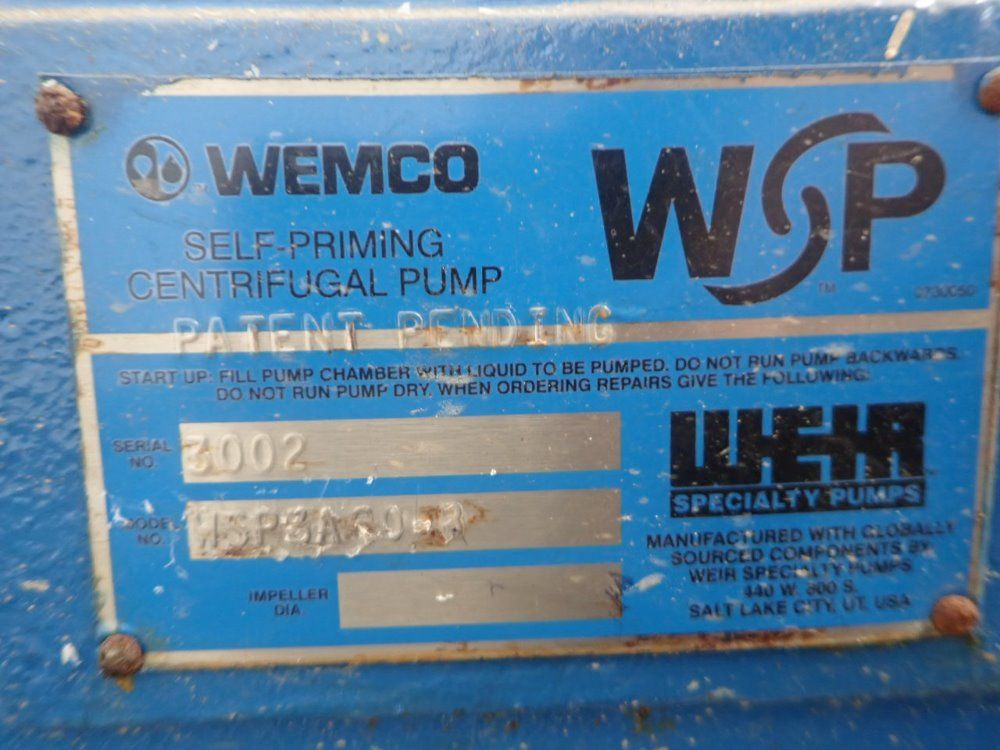 WEMCO
WSP
TM
SELF-PRIMING
CENTRIFUGAL PUMP
PATENT PENDING
START UP: FILL PUMP CHAMBER WITH LIQUID TO BE PUMPED. DO NOT RUN PUMP BACKWARDS.
DO NOT RUN PUMP DRY. WHEN ORDERING REPAIRS GIVE THE FOLLOWING:
SERIAL
NO.
3002
MODEL
NO.
IMPELLER
DIA
WEIR
SPECIALTY PUMPS
MANUFACTURED WITH GLOBALLY
SOURCED COMPONENTS BY
WEIR SPECIALTY PUMPS
440 W. 800 S.
SALT LAKE CITY, UT. USA